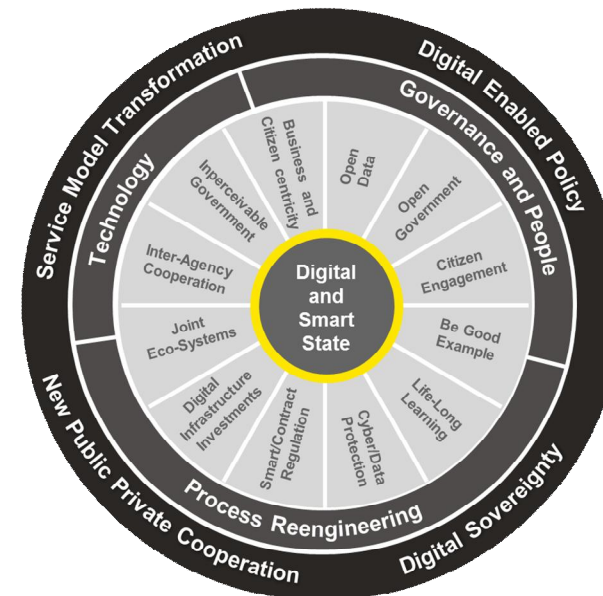 Service Model Transformation
Digital Enabled Policy
Digital Sovereignty
New Public Private Cooperation
Technology
Governance and People
Process Reengineering
Business and
Citizen centricity
Open
Data
Open
Government
Citizen
Engagement
Be Good
Example
Life-Long
Learning
Cyber/Data
Protection
Smart/Contract
Regulation
Digital
Infrastructure
Investments
Joint
Eco-Systems
Inter-Agency
Cooperation
Inperceivable
Government
Digital
and
Smart
State